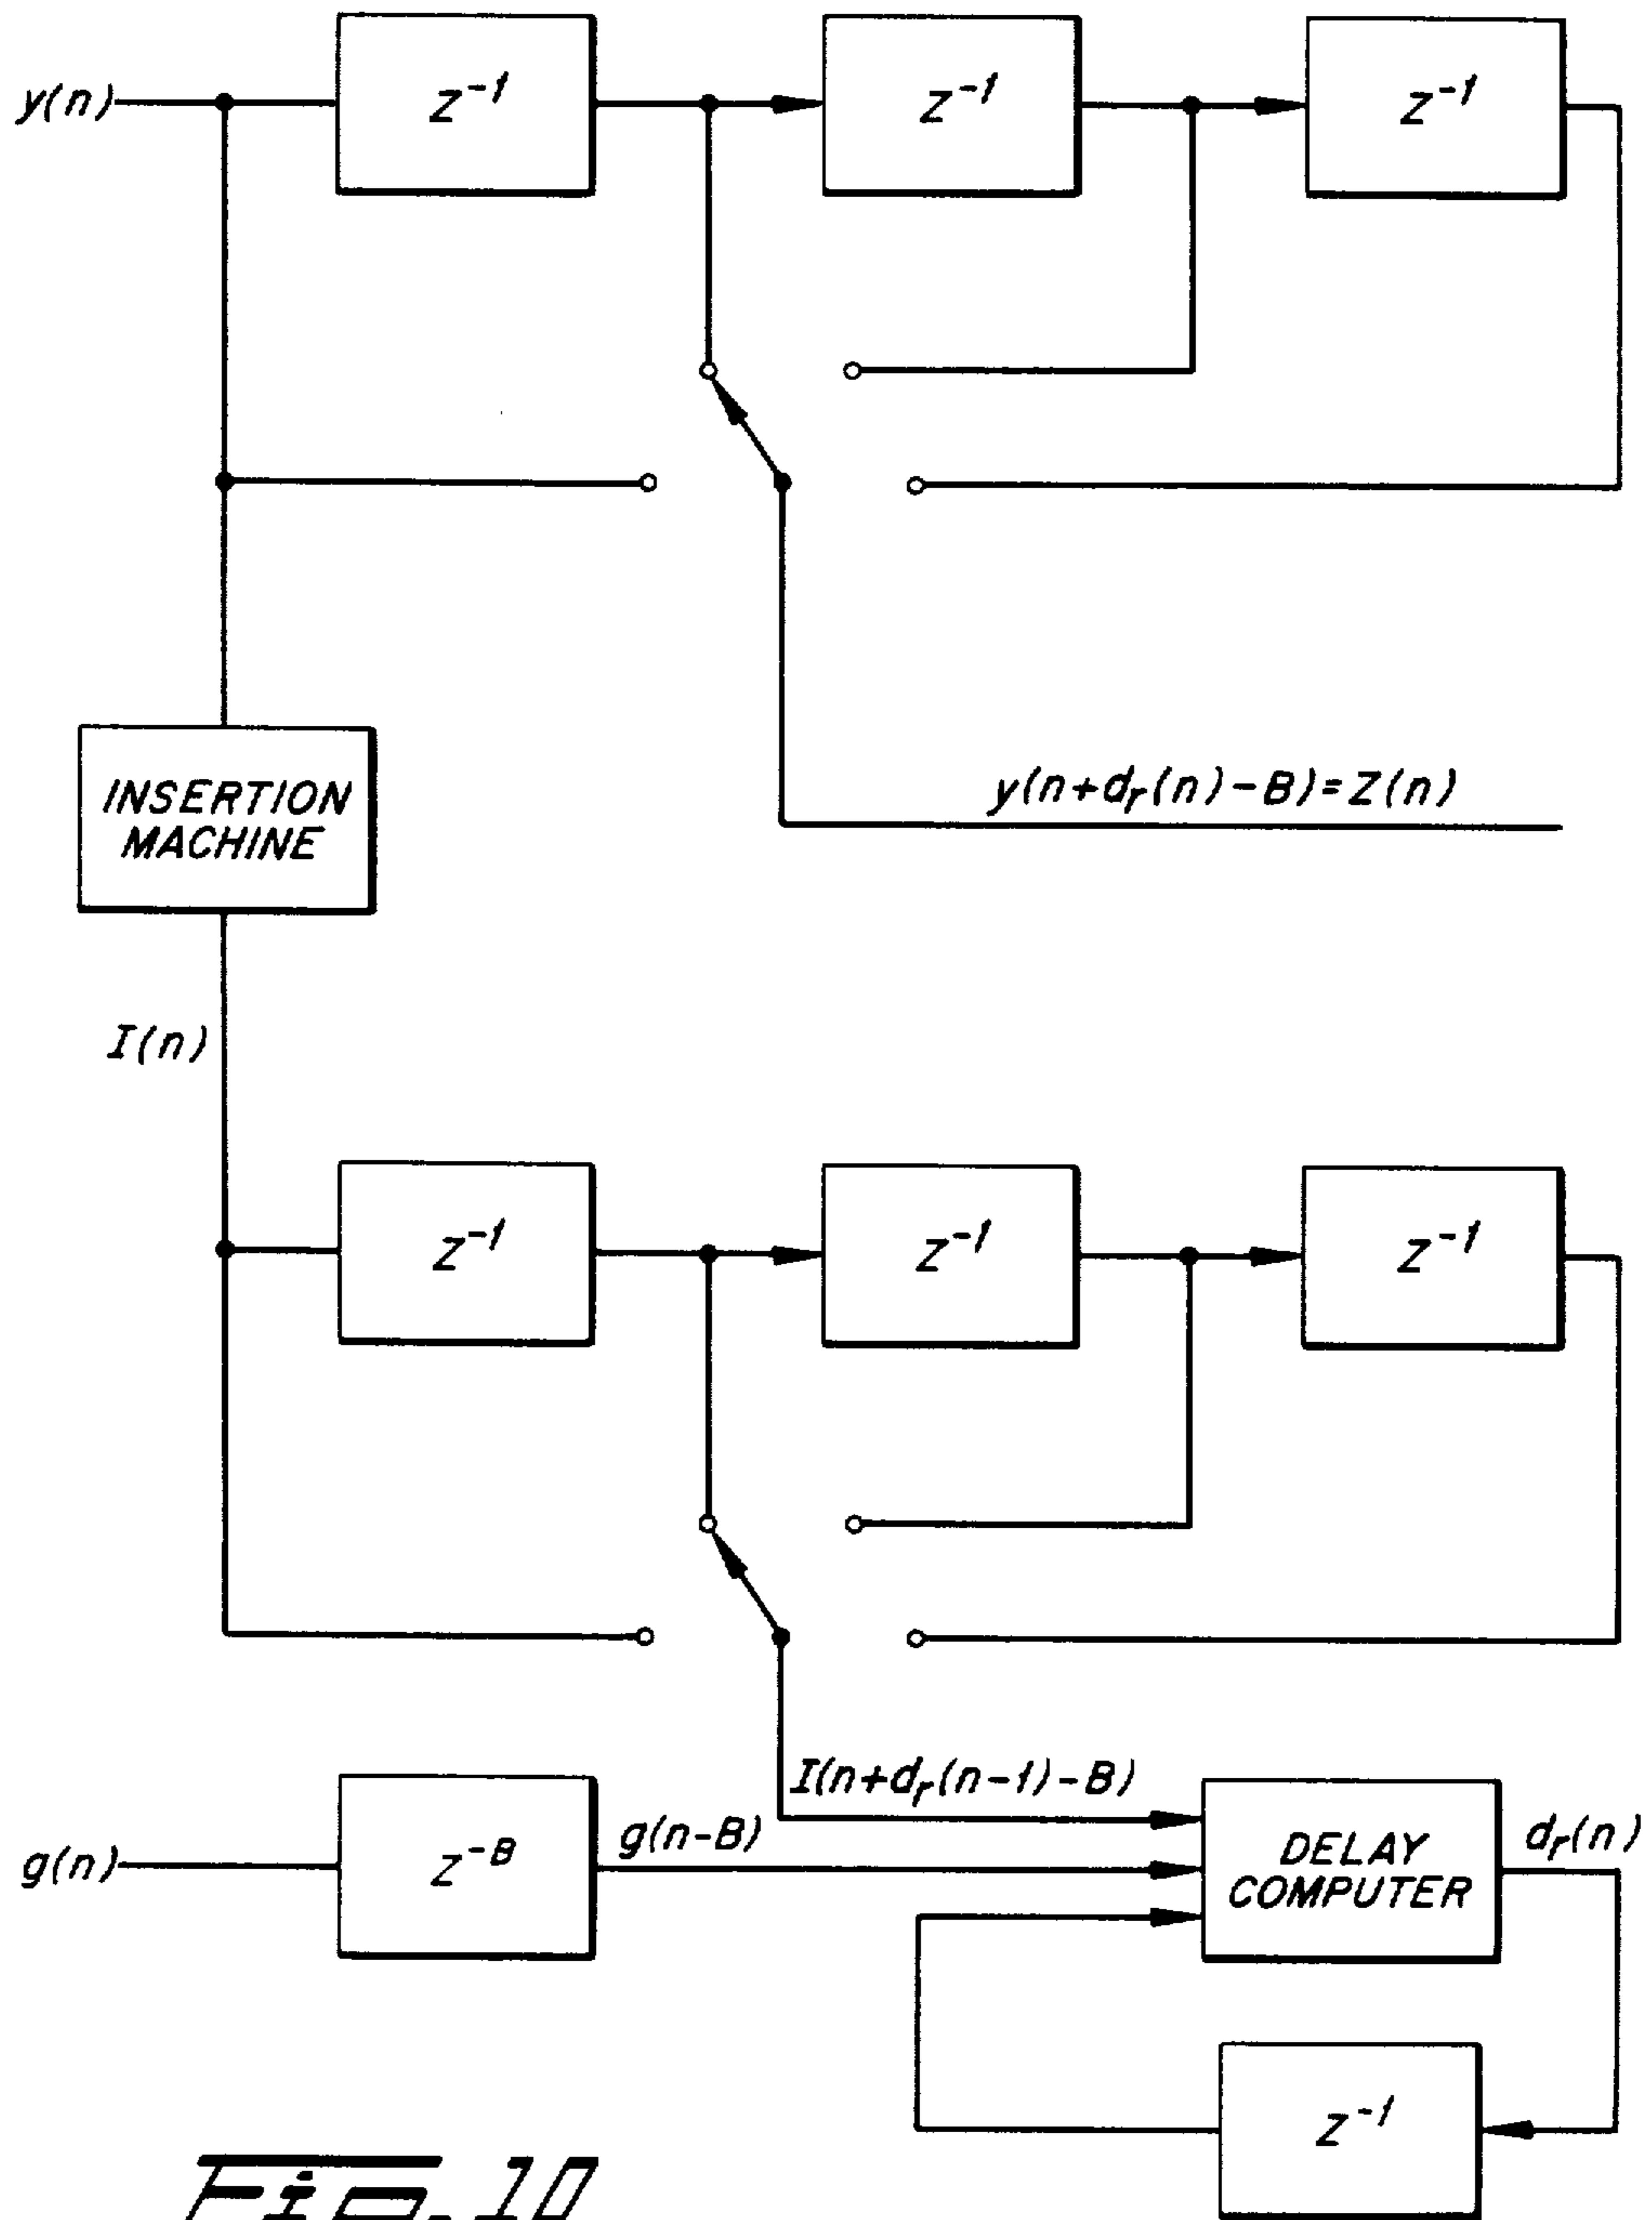 y(n)
Z⁻¹
Z⁻¹
Z⁻¹
y(n+dᵣ(n)-B)=Z(n)
INSERTION
MACHINE
I(n)
Z⁻¹
Z⁻¹
Z⁻¹
I(n+dᵣ(n-1)-B)
g(n)
Z⁻ᴮ
g(n-B)
DELAY
COMPUTER
dᵣ(n)
Z⁻¹
Fig. 10